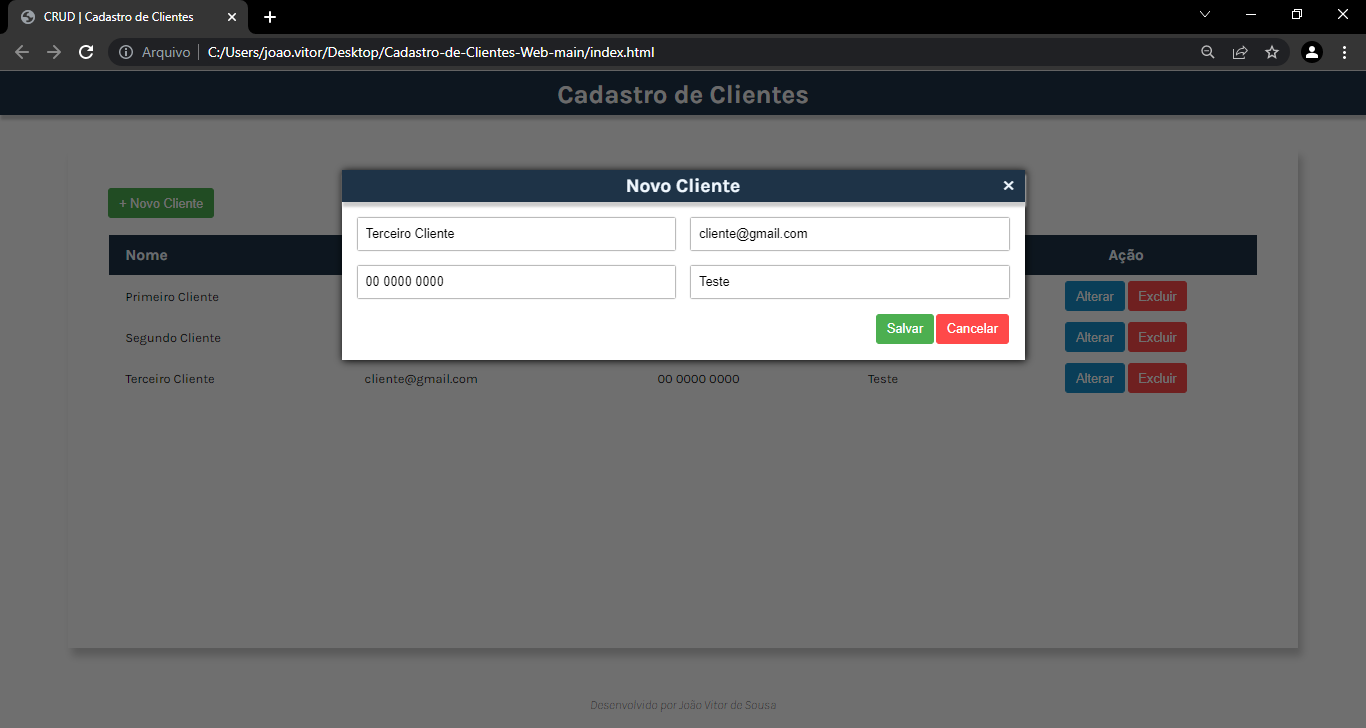 CRUD | Cadastro de Clientes
Arquivo C:/Users/joao.vitor/Desktop/Cadastro-de-Clientes-Web-main/index.html
Cadastro de Clientes
Novo Cliente ×
+ Novo Cliente
Terceiro Cliente cliente@gmail.com
Nome Ação
00 0000 0000 Teste
Primeiro Cliente Alterar Excluir
Salvar Cancelar
Segundo Cliente Alterar Excluir
Terceiro Cliente cliente@gmail.com 00 0000 0000 Teste Alterar Excluir
Desenvolvido por João Vitor de Sousa